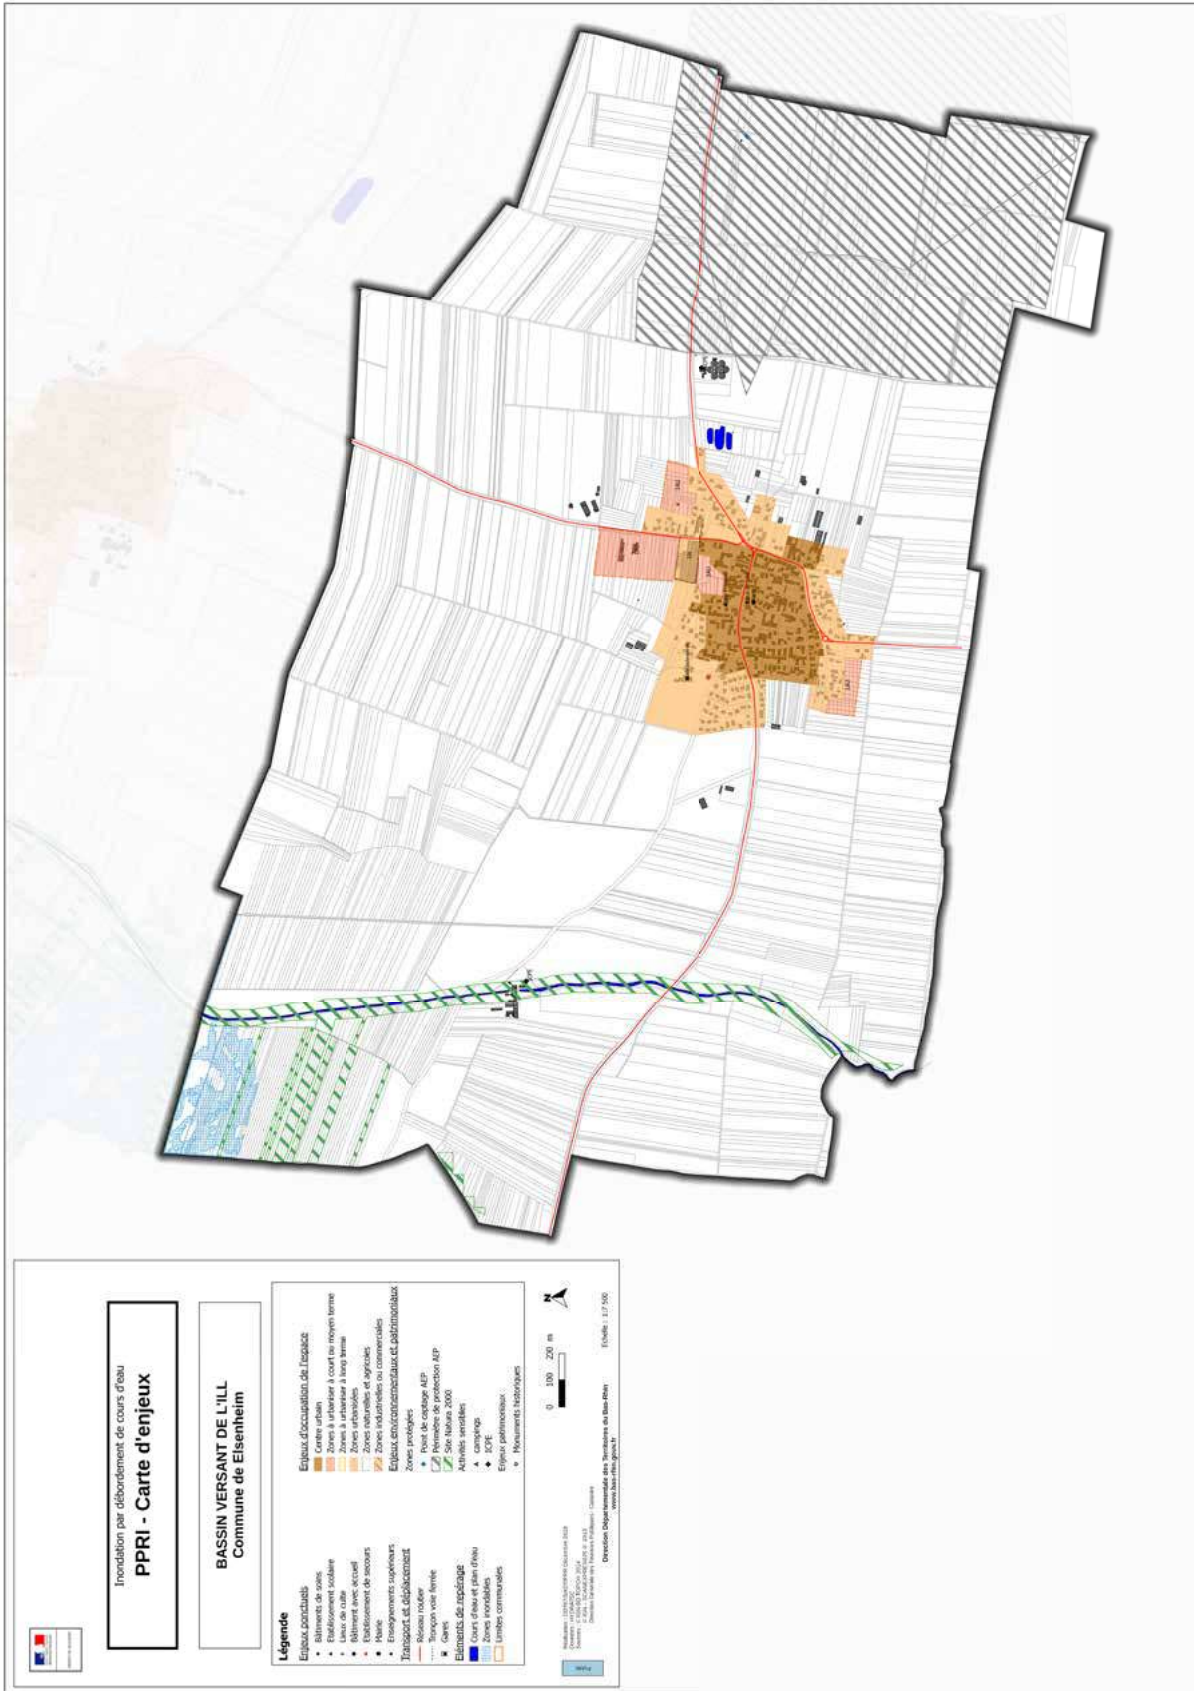 Inondation par débordement de cours d'eau
PPRI - Carte d'enjeux
BASSIN VERSANT DE L'ILL
Commune de Elsenheim
Légende
Enjeux ponctuels
Bâtiments de soins
Etablissement scolaire
Lieux de culte
Bâtiment avec accueil
Etablissement de secours
Mairie
Enseignements supérieurs
Transport et déplacement
Réseau routier
Tronçon voie ferrée
Gares
Eléments de repérage
Cours d'eau et plan d'eau
Zones inondables
Limites communales
Enjeux d'occupation de l'espace
Centre urbain
Zones à urbaniser à court ou moyen terme
Zones à urbaniser à long terme
Zones urbanisées
Zones naturelles et agricoles
Zones industrielles ou commerciales
Enjeux environnementaux et patrimoniaux
Zones protégées
Point de captage AEP
Périmètre de protection AEP
Site Natura 2000
Activités sensibles
campings
ICPE
Enjeux patrimoniaux
Monuments historiques
0 100 200 m
N
Direction Départementale des Territoires du Bas-Rhin
www.bas-rhin.gouv.fr
Echelle : 1:7 500